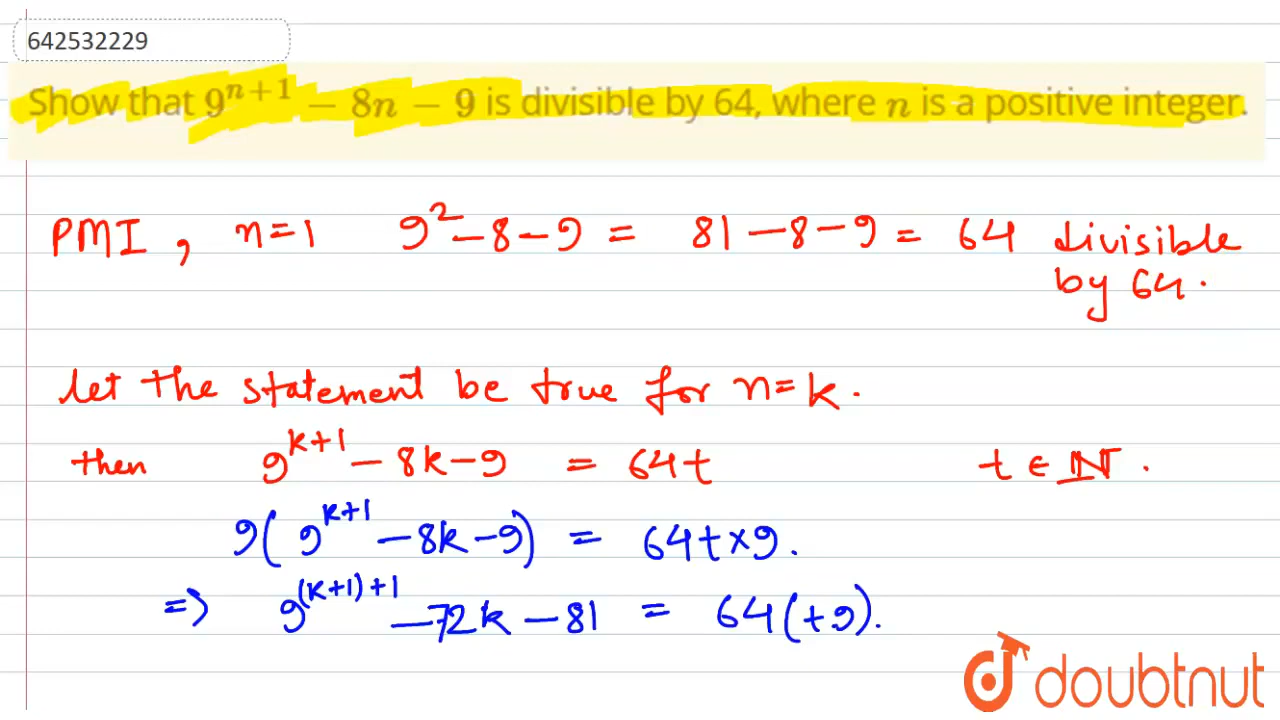 642532229
Show that 9^{n+1} − 8n − 9 is divisible by 64, where n is a positive integer.
PMI, n=1 9² − 8 − 9 = 81 − 8 − 9 = 64 divisible
by 64.
let the statement be true for n=k.
then 9^{k+1} − 8k − 9 = 64t t ∈ ℕ.
9(9^{k+1} − 8k − 9) = 64t×9.
⇒ 9^{(k+1)+1} − 72k − 81 = 64(t9).
doubtnut